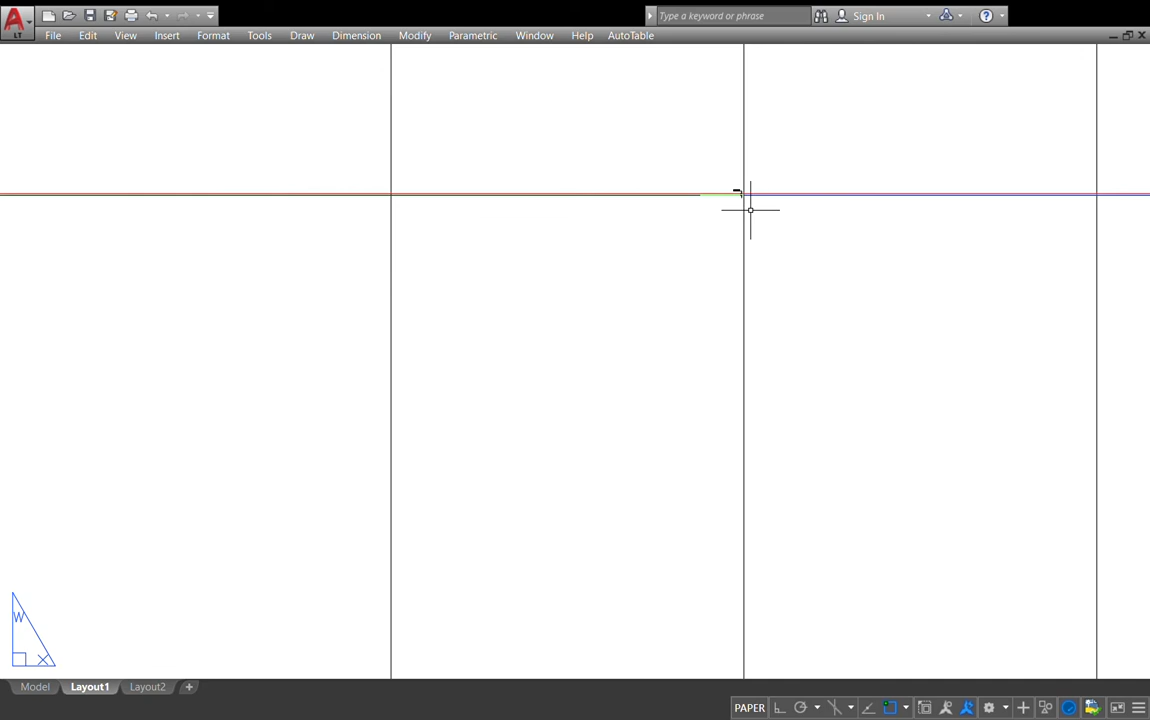 LT
Type a keyword or phrase
Sign In
File Edit View Insert Format Tools Draw Dimension Modify Parametric Window Help AutoTable
W
X
Model Layout1 Layout2
PAPER